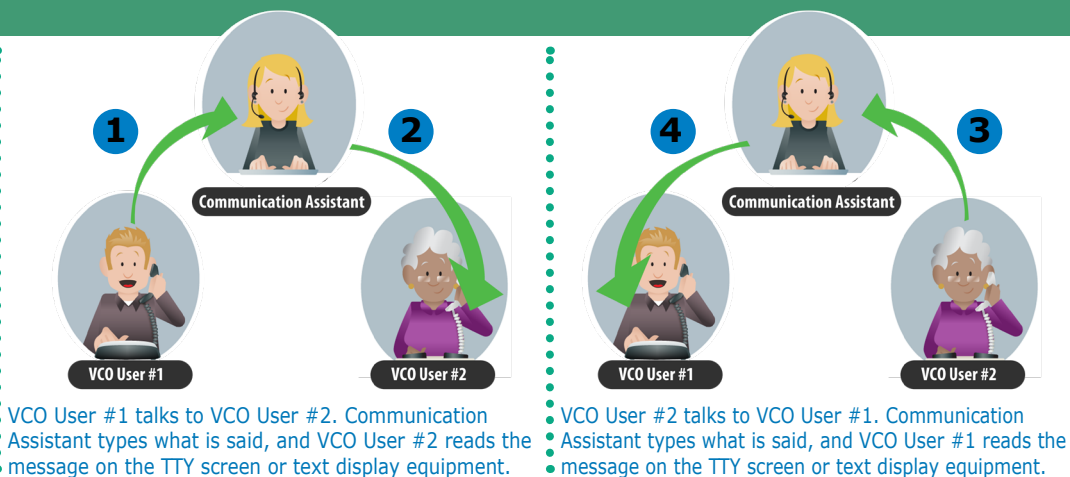 1
2
Communication Assistant
VCO User #1
VCO User #2
VCO User #1 talks to VCO User #2. Communication
Assistant types what is said, and VCO User #2 reads the
message on the TTY screen or text display equipment.
4
3
Communication Assistant
VCO User #1
VCO User #2
VCO User #2 talks to VCO User #1. Communication
Assistant types what is said, and VCO User #1 reads the
message on the TTY screen or text display equipment.